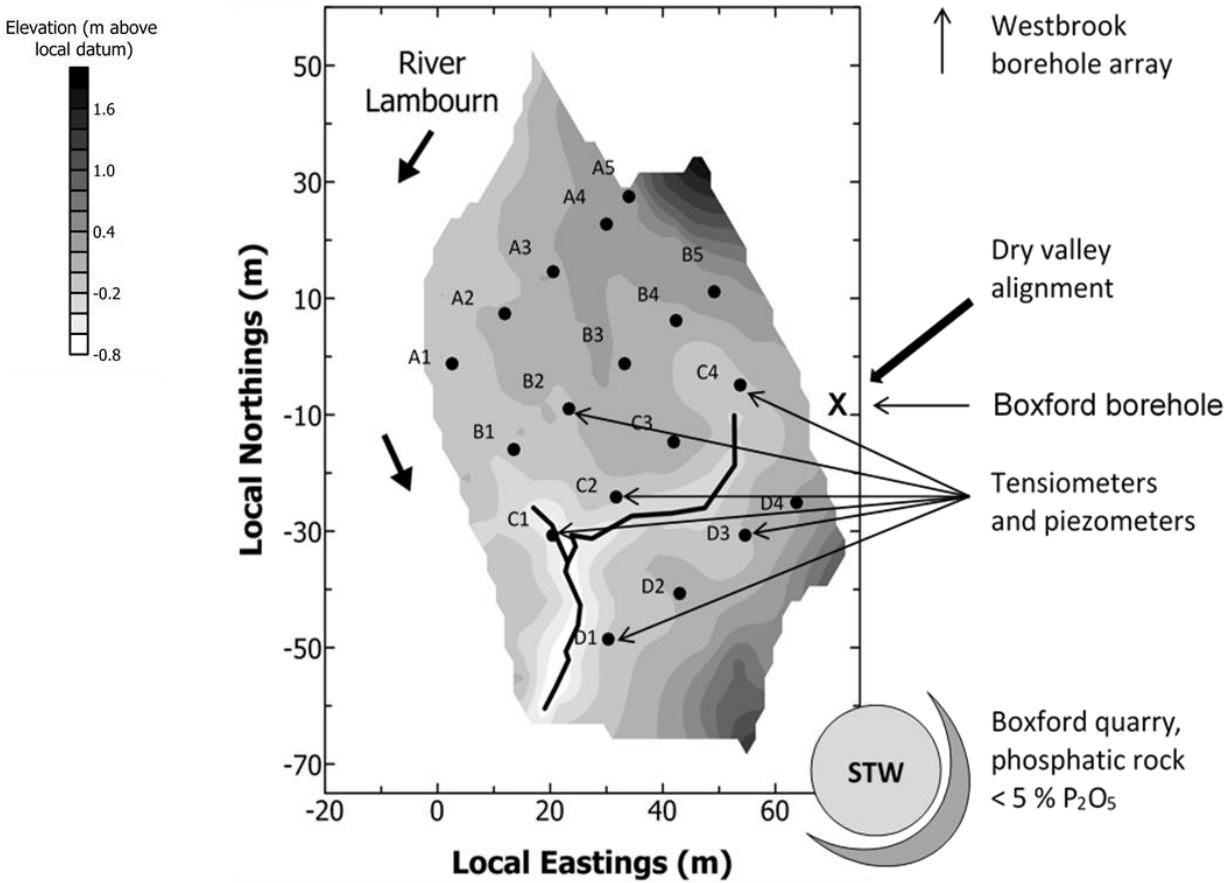 Elevation (m above
local datum)
1.6
1.0
0.4
-0.2
-0.8
River
Lambourn
Westbrook
borehole array
Dry valley
alignment
Boxford borehole
Tensiometers
and piezometers
Boxford quarry,
phosphatic rock
< 5 % P₂O₅
STW
X
A5
A4
A3
A2
A1
B5
B4
B3
B2
B1
C4
C3
C2
C1
D4
D3
D2
D1
Local Northings (m)
50
30
10
-10
-30
-50
-70
-20 0 20 40 60
Local Eastings (m)